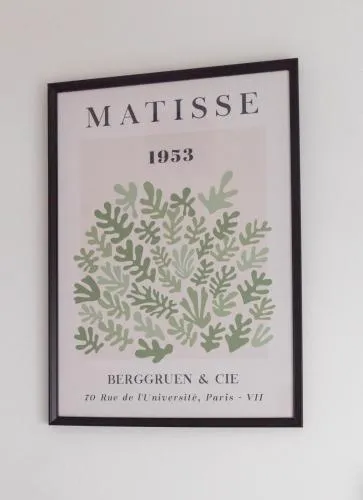 MATISSE
1953
BERGGRUEN & CIE
70 Rue de l'Université, Paris - VII